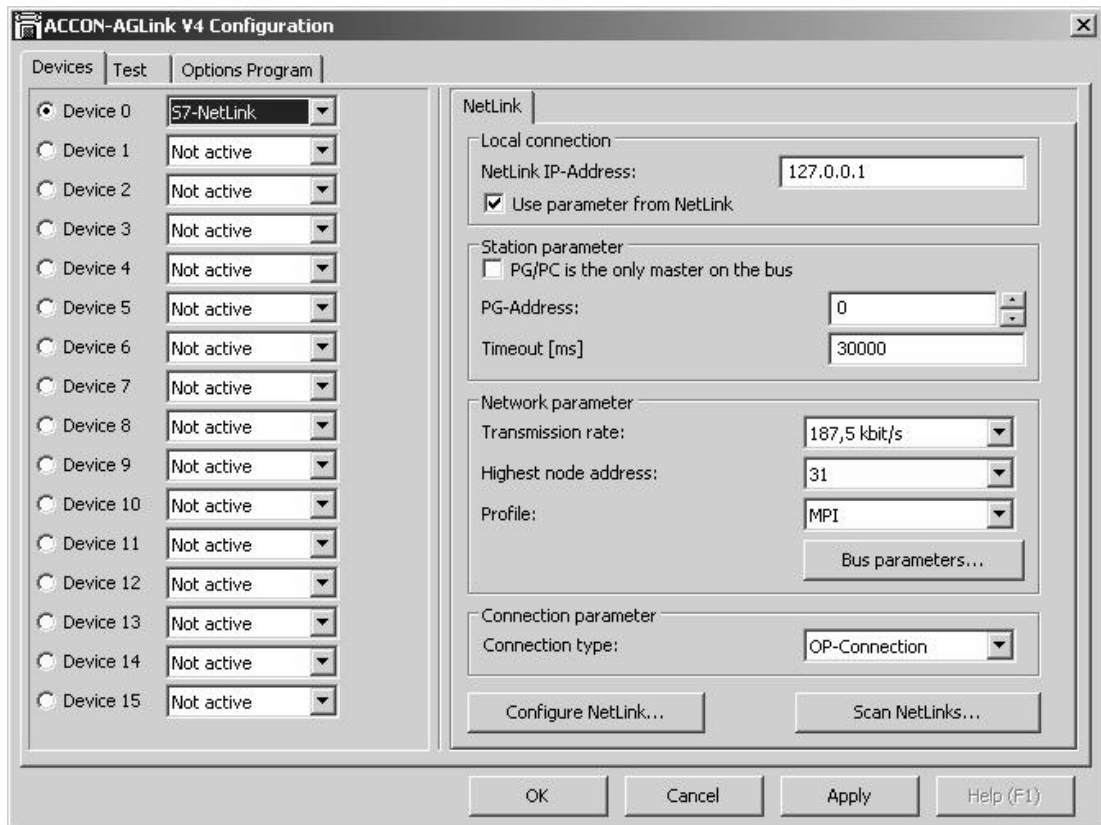 ACCON-AGLink V4 Configuration
Devices Test Options Program
Device 0 S7-NetLink
Device 1 Not active
Device 2 Not active
Device 3 Not active
Device 4 Not active
Device 5 Not active
Device 6 Not active
Device 7 Not active
Device 8 Not active
Device 9 Not active
Device 10 Not active
Device 11 Not active
Device 12 Not active
Device 13 Not active
Device 14 Not active
Device 15 Not active
NetLink
Local connection
NetLink IP-Address: 127.0.0.1
Use parameter from NetLink
Station parameter
PG/PC is the only master on the bus
PG-Address: 0
Timeout [ms] 30000
Network parameter
Transmission rate: 187,5 kbit/s
Highest node address: 31
Profile: MPI
Bus parameters...
Connection parameter
Connection type: OP-Connection
Configure NetLink... Scan NetLinks...
OK Cancel Apply Help (F1)